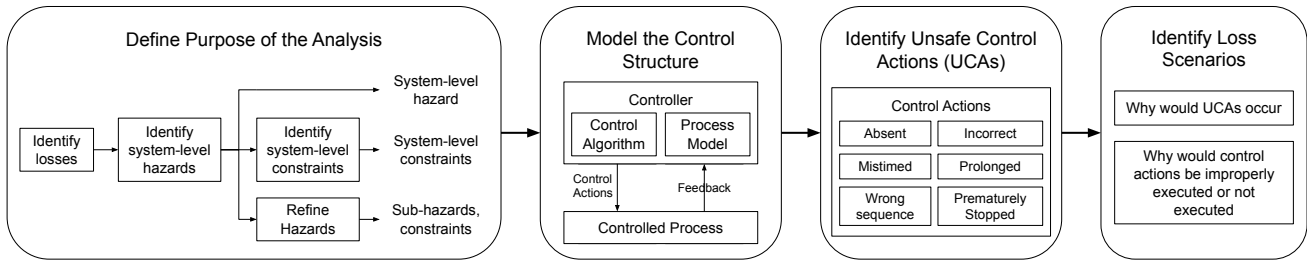 Define Purpose of the Analysis
System-level
hazard
Identify
losses
Identify
system-level
hazards
Identify
system-level
constraints
System-level
constraints
Refine
Hazards
Sub-hazards,
constraints
Model the Control
Structure
Controller
Control
Algorithm
Process
Model
Control
Actions
Feedback
Controlled Process
Identify Unsafe Control
Actions (UCAs)
Control Actions
Absent
Incorrect
Mistimed
Prolonged
Wrong
sequence
Prematurely
Stopped
Identify Loss
Scenarios
Why would UCAs occur
Why would control
actions be improperly
executed or not
executed